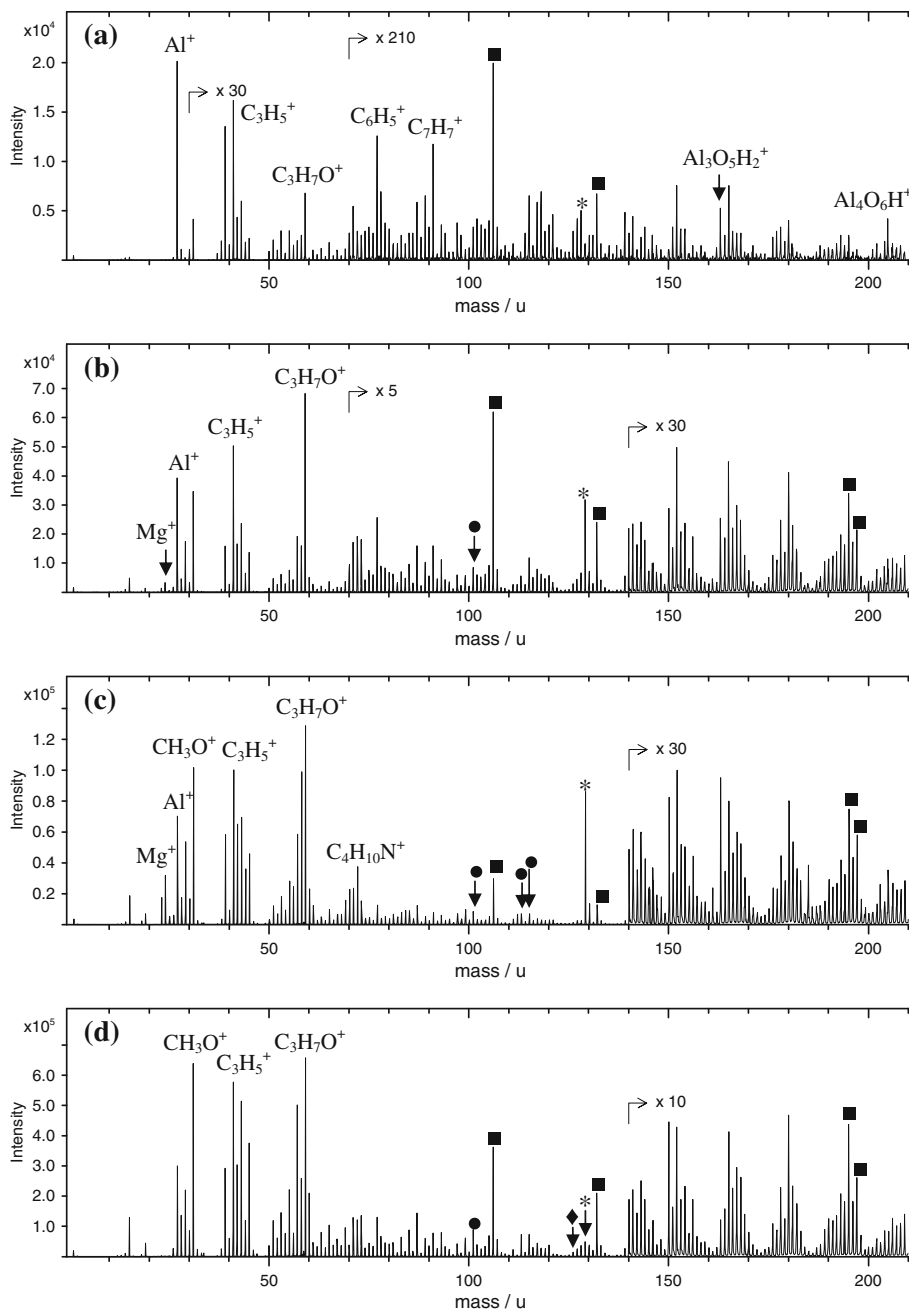 (a)
x10⁴
Intensity
2.0
1.5
1.0
0.5
Al⁺
x 30
C₃H₅⁺
C₃H₇O⁺
x 210
C₆H₅⁺
C₇H₇⁺
■
*
■
Al₃O₅H₂⁺
Al₄O₆H⁺
50 100 150 200
mass / u
(b)
x10⁴
Intensity
7.0
6.0
5.0
4.0
3.0
2.0
1.0
Mg⁺
Al⁺
C₃H₅⁺
C₃H₇O⁺
x 5
●
■
*
■
x 30
■
■
50 100 150 200
mass / u
(c)
x10⁵
Intensity
1.2
1.0
0.8
0.6
0.4
0.2
Mg⁺
Al⁺
CH₃O⁺
C₃H₅⁺
C₃H₇O⁺
C₄H₁₀N⁺
●
■
●
●
*
■
x 30
■
■
50 100 150 200
mass / u
(d)
x10⁵
Intensity
6.0
5.0
4.0
3.0
2.0
1.0
CH₃O⁺
C₃H₅⁺
C₃H₇O⁺
●
■
◆
*
■
x 10
■
■
50 100 150 200
mass / u